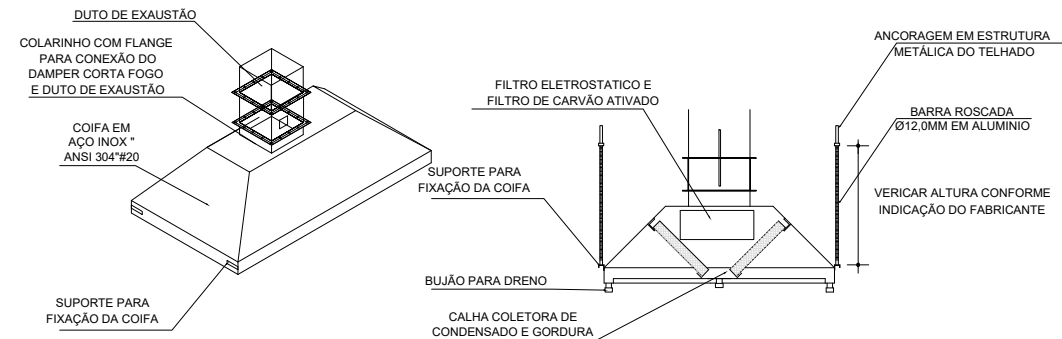 DUTO DE EXAUSTÃO
COLARINHO COM FLANGE
PARA CONEXÃO DO
DAMPER CORTA FOGO
E DUTO DE EXAUSTÃO
COIFA EM
AÇO INOX "
ANSI 304"#20
SUPORTE PARA
FIXAÇÃO DA COIFA
FILTRO ELETROSTATICO E
FILTRO DE CARVÃO ATIVADO
SUPORTE PARA
FIXAÇÃO DA COIFA
BUJÃO PARA DRENO
CALHA COLETORA DE
CONDENSADO E GORDURA
ANCORAGEM EM ESTRUTURA
METÁLICA DO TELHADO
BARRA ROSCADA
Ø12,0MM EM ALUMINIO
VERICAR ALTURA CONFORME
INDICAÇÃO DO FABRICANTE